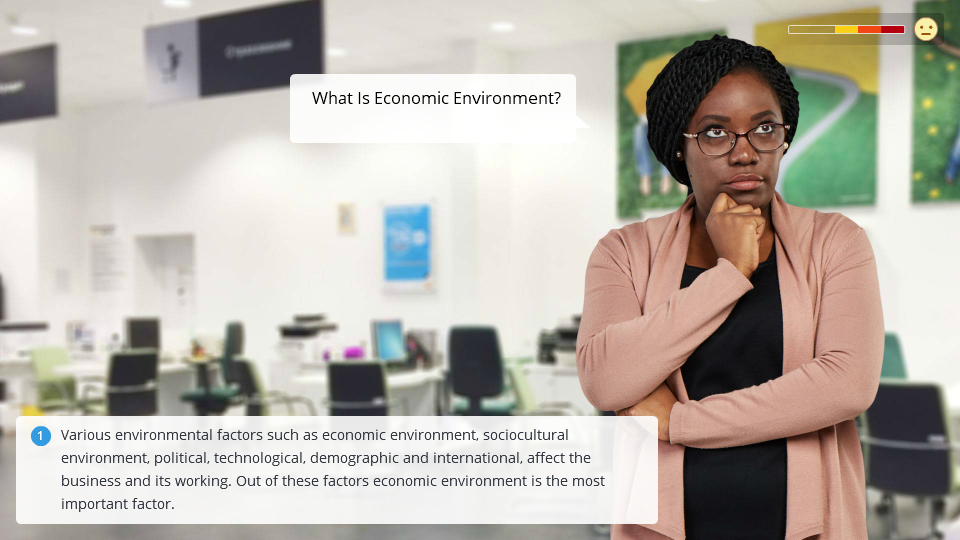 What Is Economic Environment?
1
Various environmental factors such as economic environment, sociocultural
environment, political, technological, demographic and international, affect the
business and its working. Out of these factors economic environment is the most
important factor.